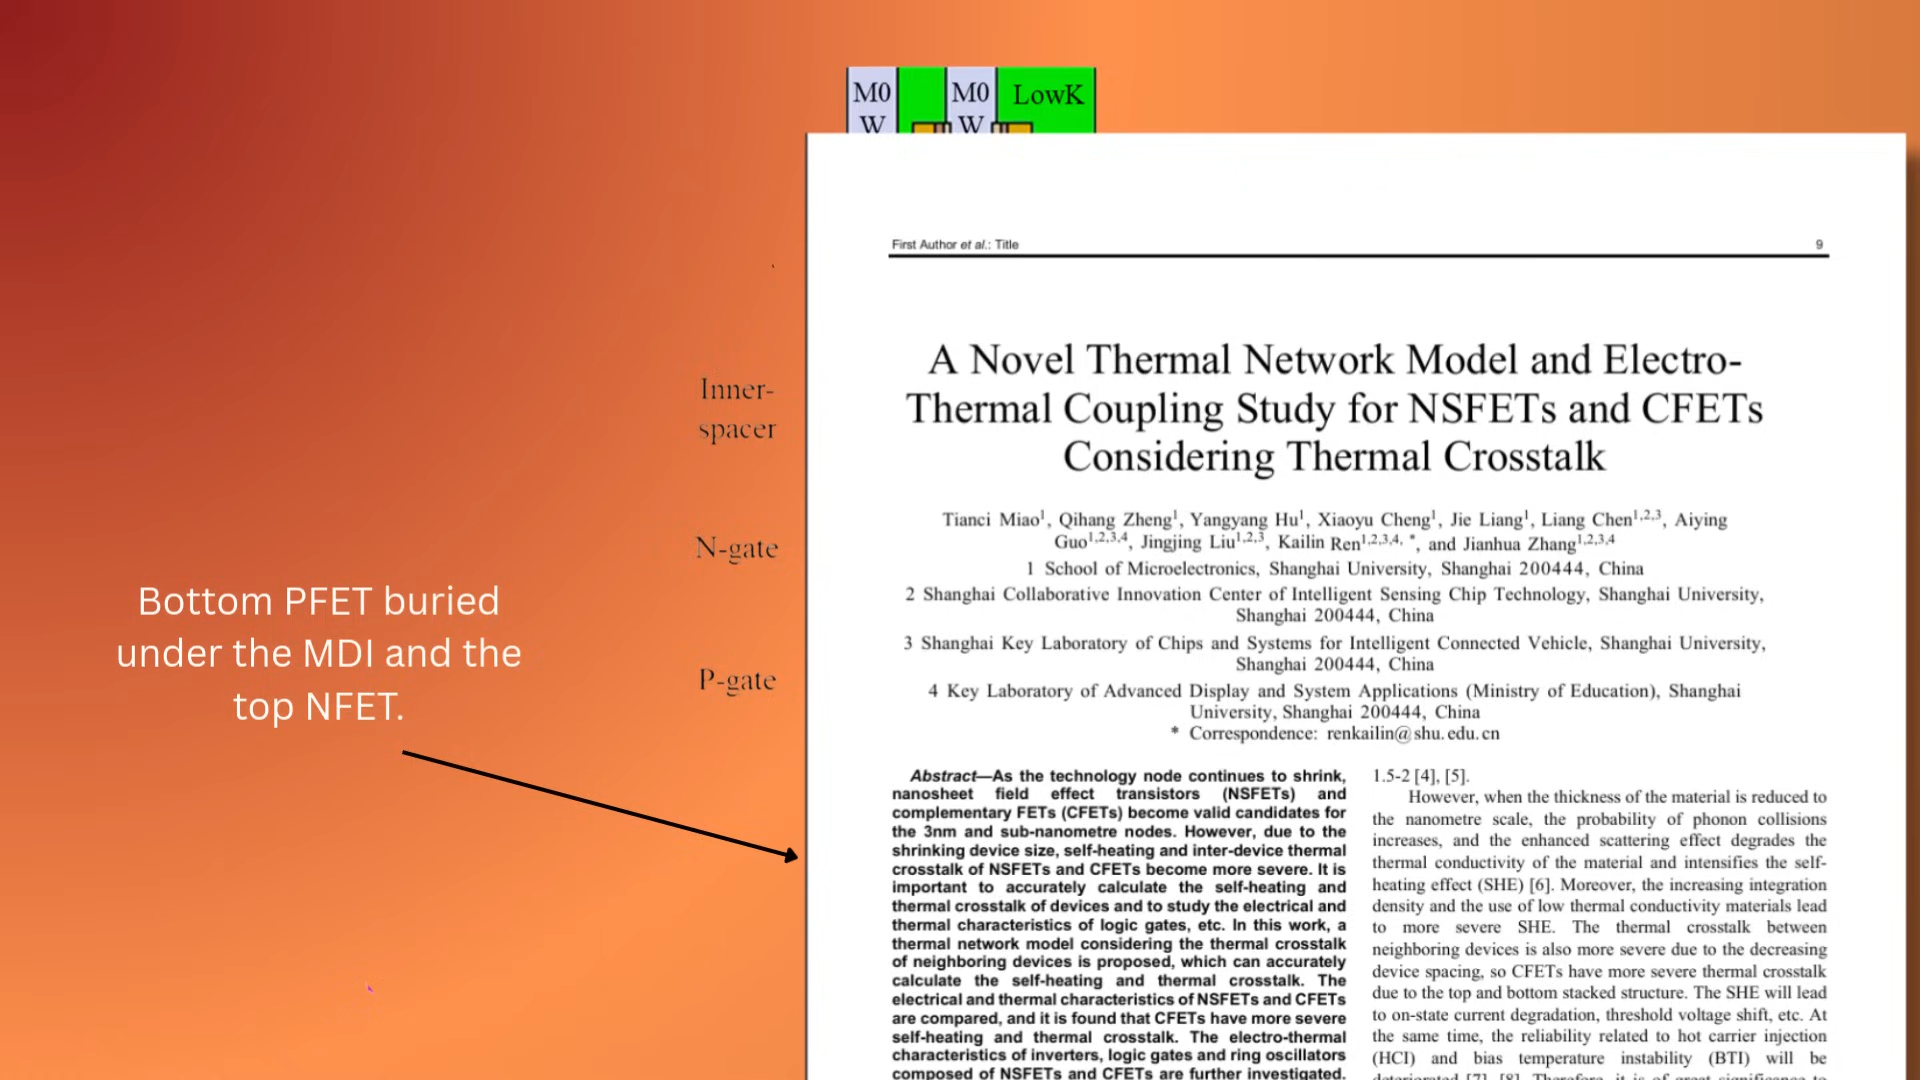 M0
W
M0
W
LowK
Inner-
spacer
N-gate
P-gate
Bottom PFET buried
under the MDI and the
top NFET.
First Author et al.: Title
9
A Novel Thermal Network Model and Electro-
Thermal Coupling Study for NSFETs and CFETs
Considering Thermal Crosstalk
Tianci Miao¹, Qihang Zheng¹, Yangyang Hu¹, Xiaoyu Cheng¹, Jie Liang¹, Liang Chen¹,²,³, Aiying
Guo¹,²,³,⁴, Jingjing Liu¹,²,³, Kailin Ren¹,²,³,⁴, *, and Jianhua Zhang¹,²,³,⁴
1 School of Microelectronics, Shanghai University, Shanghai 200444, China
2 Shanghai Collaborative Innovation Center of Intelligent Sensing Chip Technology, Shanghai University,
Shanghai 200444, China
3 Shanghai Key Laboratory of Chips and Systems for Intelligent Connected Vehicle, Shanghai University,
Shanghai 200444, China
4 Key Laboratory of Advanced Display and System Applications (Ministry of Education), Shanghai
University, Shanghai 200444, China
* Correspondence: renkailin@shu.edu.cn
Abstract—As the technology node continues to shrink,
nanosheet field effect transistors (NSFETs) and
complementary FETs (CFETs) become valid candidates for
the 3nm and sub-nanometre nodes. However, due to the
shrinking device size, self-heating and inter-device thermal
crosstalk of NSFETs and CFETs become more severe. It is
important to accurately calculate the self-heating and
thermal crosstalk of devices and to study the electrical and
thermal characteristics of logic gates, etc. In this work, a
thermal network model considering the thermal crosstalk
of neighboring devices is proposed, which can accurately
calculate the self-heating and thermal crosstalk. The
electrical and thermal characteristics of NSFETs and CFETs
are compared, and it is found that CFETs have more severe
self-heating and thermal crosstalk. The electro-thermal
characteristics of inverters, logic gates and ring oscillators
composed of NSFETs and CFETs are further investigated.
1.5-2 [4], [5].
However, when the thickness of the material is reduced to
the nanometre scale, the probability of phonon collisions
increases, and the enhanced scattering effect degrades the
thermal conductivity of the material and intensifies the self-
heating effect (SHE) [6]. Moreover, the increasing integration
density and the use of low thermal conductivity materials lead
to more severe SHE. The thermal crosstalk between
neighboring devices is also more severe due to the decreasing
device spacing, so CFETs have more severe thermal crosstalk
due to the top and bottom stacked structure. The SHE will lead
to on-state current degradation, threshold voltage shift, etc. At
the same time, the reliability related to hot carrier injection
(HCI) and bias temperature instability (BTI) will be